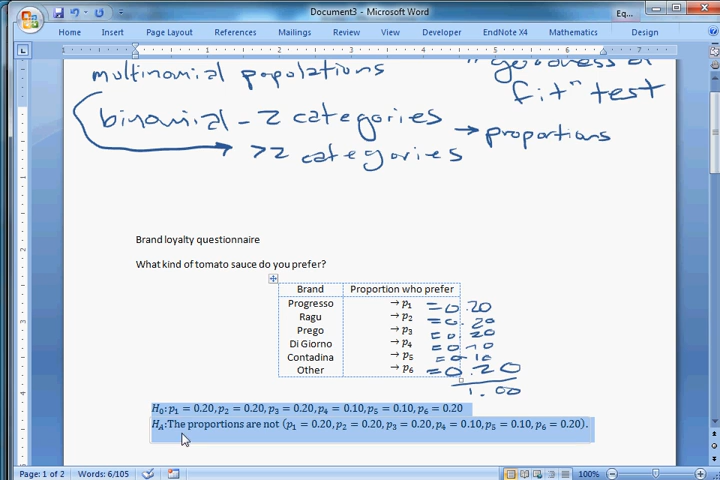 Document3 - Microsoft Word
Eq...
Home Insert Page Layout References Mailings Review View Developer EndNote X4 Mathematics Design
multinomial populations
"goodness of
fit" test
binomial - 2 categories
→ proportions
>2 categories
Brand loyalty questionnaire
What kind of tomato sauce do you prefer?
Brand Proportion who prefer
Progresso → p₁ = 0.20
Ragu → p₂ = 0.20
Prego → p₃ = 0.20
Di Giorno → p₄ = 0.10
Contadina → p₅ = 0.10
Other → p₆ = 0.20
1.00
H₀: p₁ = 0.20, p₂ = 0.20, p₃ = 0.20, p₄ = 0.10, p₅ = 0.10, p₆ = 0.20
H_A:The proportions are not (p₁ = 0.20, p₂ = 0.20, p₃ = 0.20, p₄ = 0.10, p₅ = 0.10, p₆ = 0.20).
Page: 1 of 2 Words: 6/105 100%